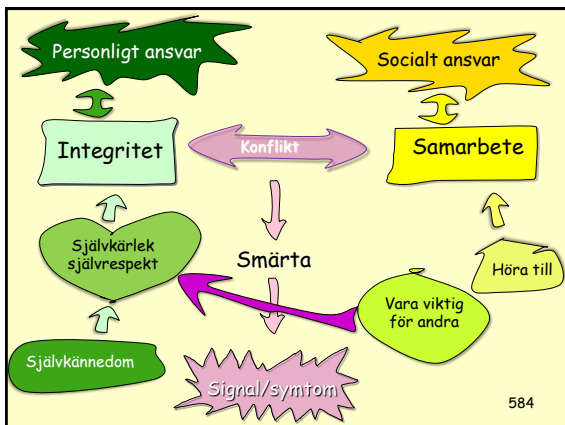 Personligt ansvar
Socialt ansvar
Integritet
Konflikt
Samarbete
Självkärlek
självrespekt
Smärta
Höra till
Vara viktig
för andra
Självkännedom
Signal/symtom
584